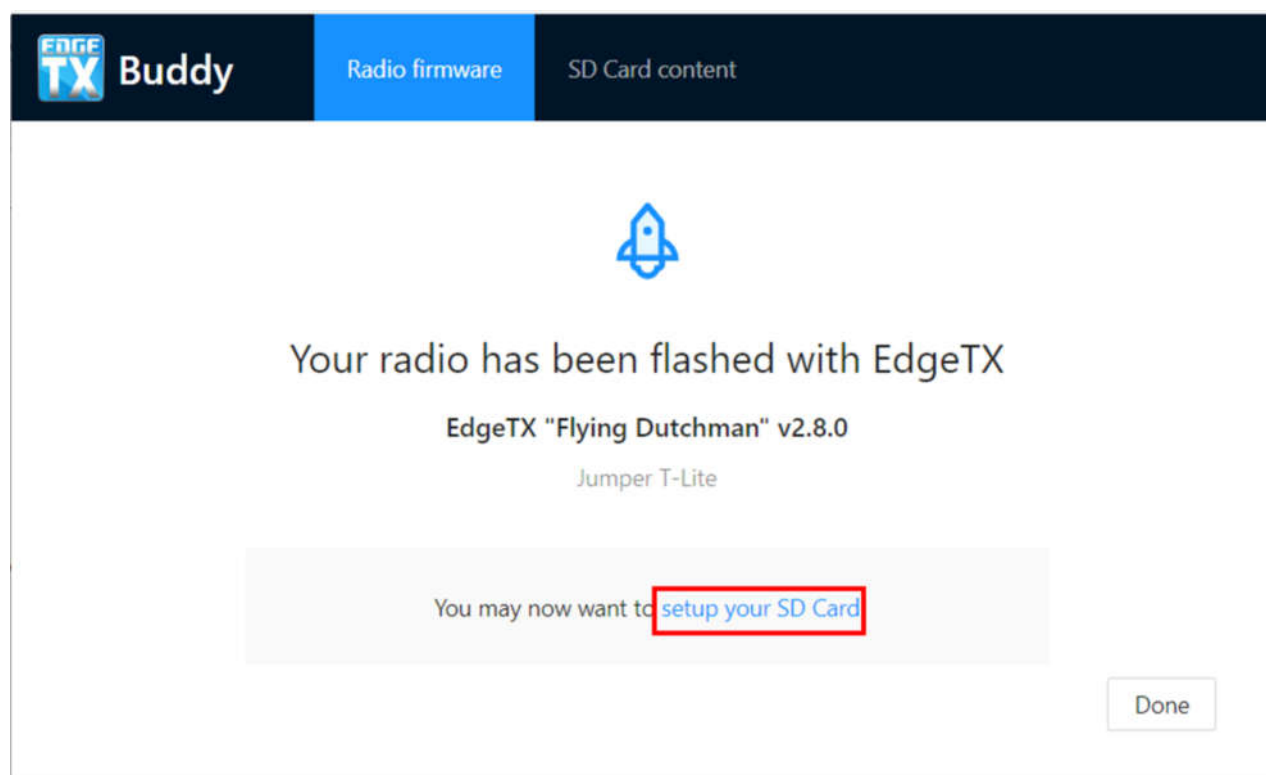 EDGE
TX Buddy
Radio firmware
SD Card content
Your radio has been flashed with EdgeTX
EdgeTX "Flying Dutchman" v2.8.0
Jumper T-Lite
You may now want to setup your SD Card
Done